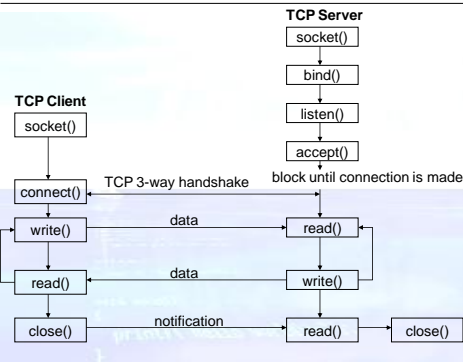 TCP Server
socket()
bind()
listen()
accept()
block until connection is made
TCP Client
socket()
connect()
TCP 3-way handshake
write()
data
read()
read()
data
write()
close()
notification
read()
close()